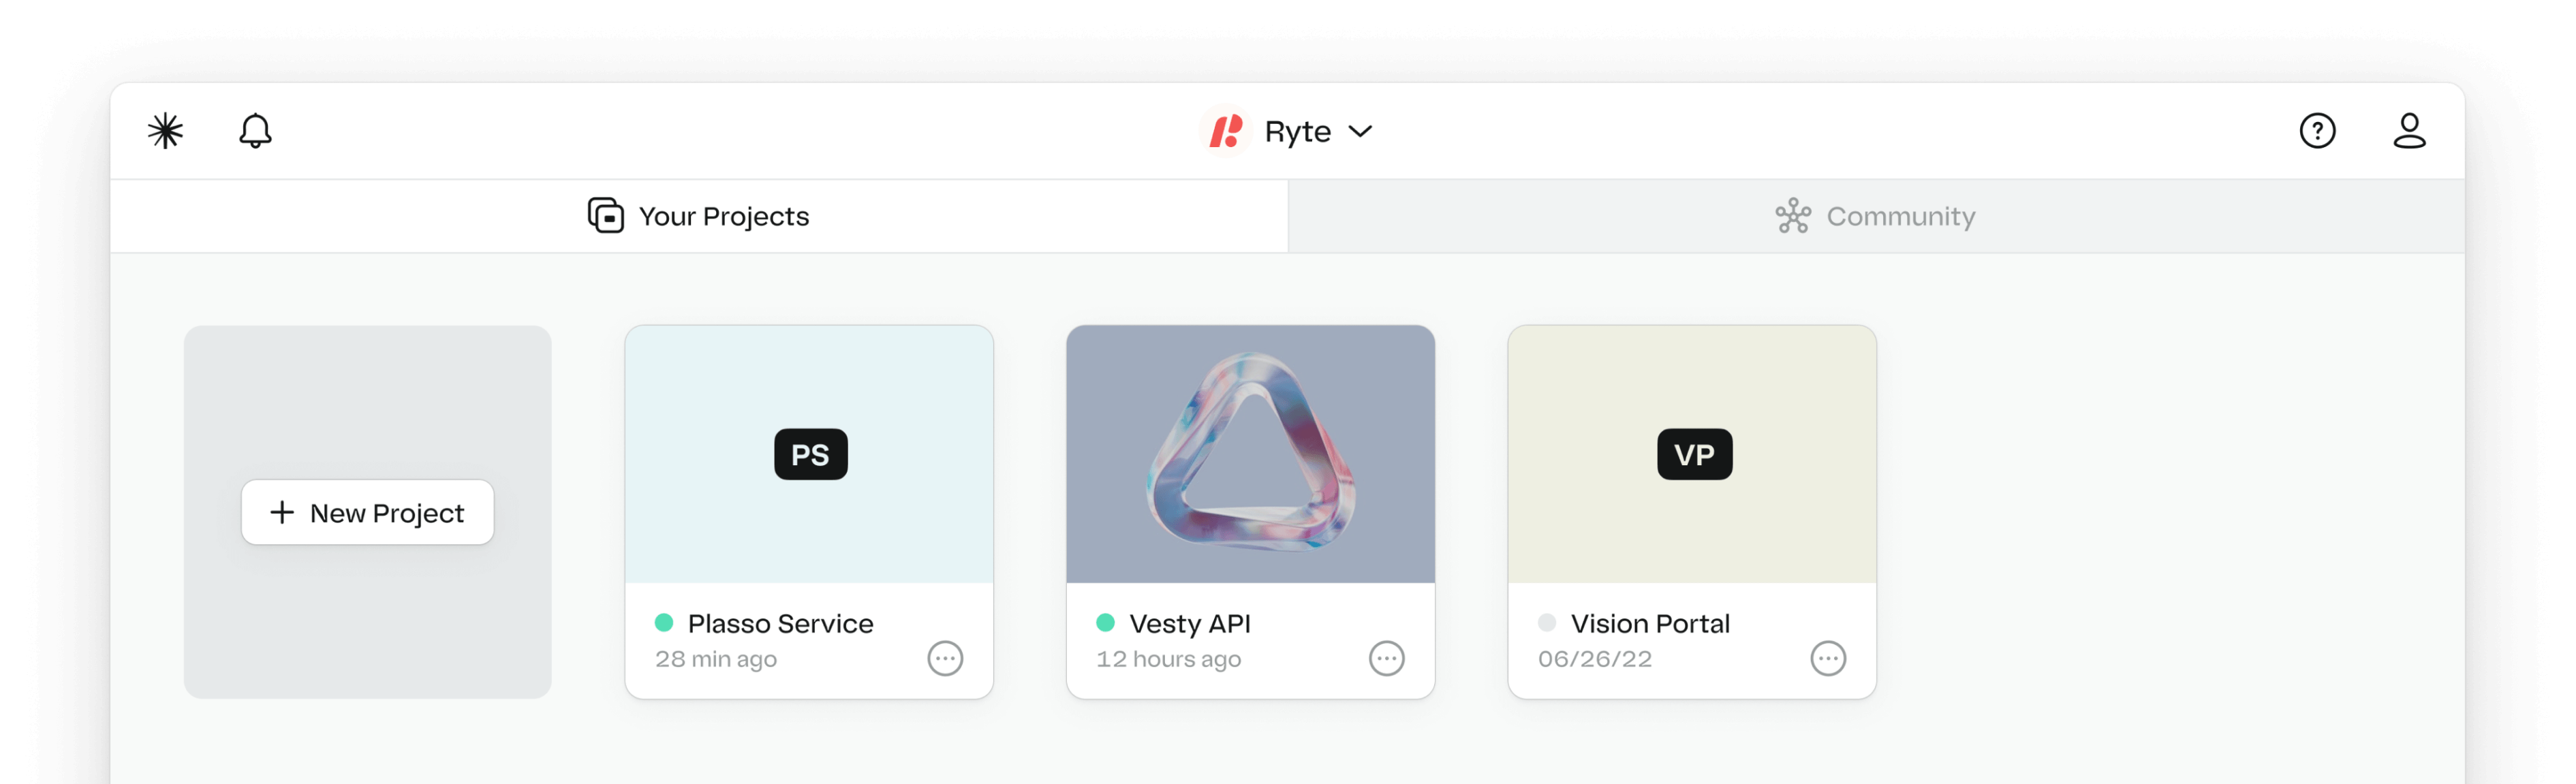 Ryte
Your Projects
Community
+ New Project
PS
Plasso Service
28 min ago
Vesty API
12 hours ago
VP
Vision Portal
06/26/22